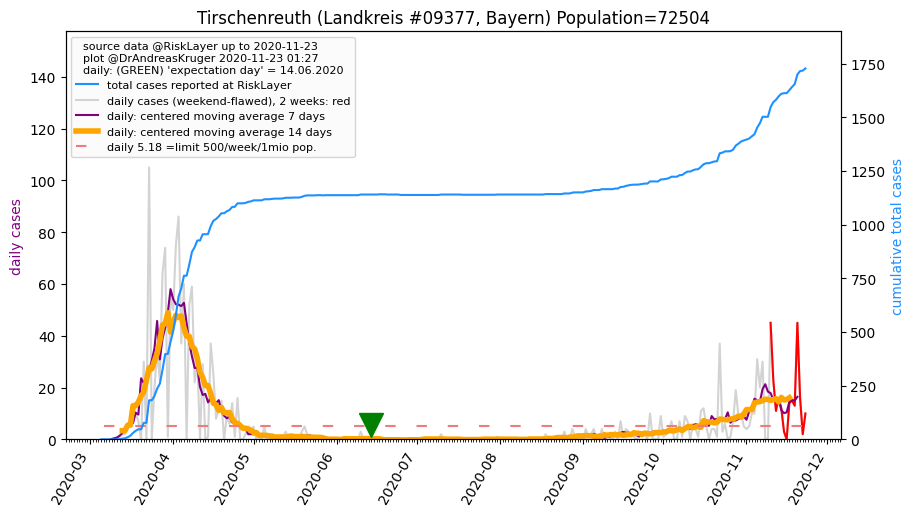 Tirschenreuth (Landkreis #09377, Bayern) Population=72504
source data @RiskLayer up to 2020-11-23
plot @DrAndreasKruger 2020-11-23 01:27
daily: (GREEN) 'expectation day' = 14.06.2020
total cases reported at RiskLayer
daily cases (weekend-flawed), 2 weeks: red
daily: centered moving average 7 days
daily: centered moving average 14 days
daily 5.18 =limit 500/week/1mio pop.
daily cases
140
120
100
80
60
40
20
0
1750
1500
1250
1000
750
500
250
0
cumulative total cases
2020-03
2020-04
2020-05
2020-06
2020-07
2020-08
2020-09
2020-10
2020-11
2020-12